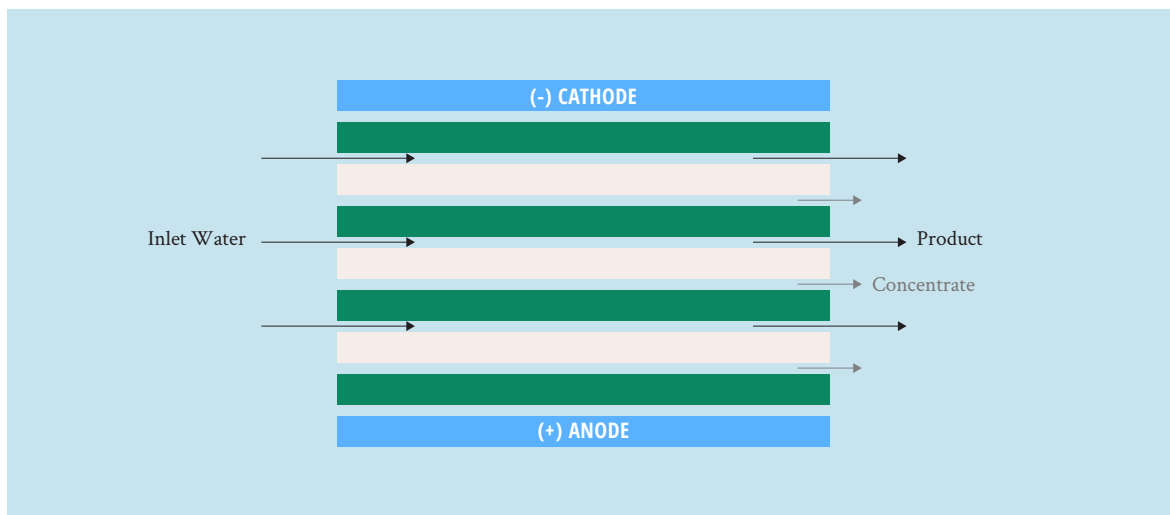 (-) CATHODE
Inlet Water
Product
Concentrate
(+) ANODE